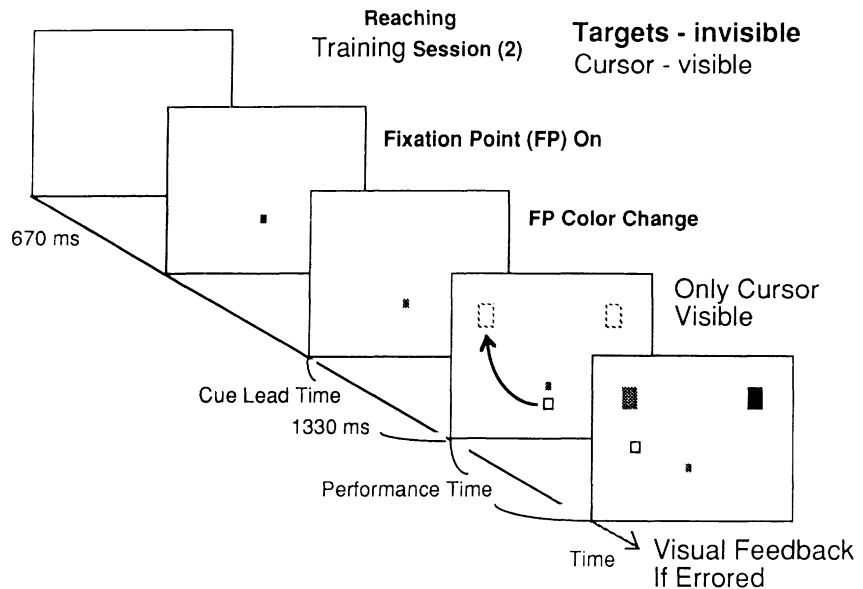 Reaching
Training Session (2)
Targets - invisible
Cursor - visible
Fixation Point (FP) On
670 ms
FP Color Change
Only Cursor
Visible
Cue Lead Time
1330 ms
Performance Time
Time
Visual Feedback
If Errored